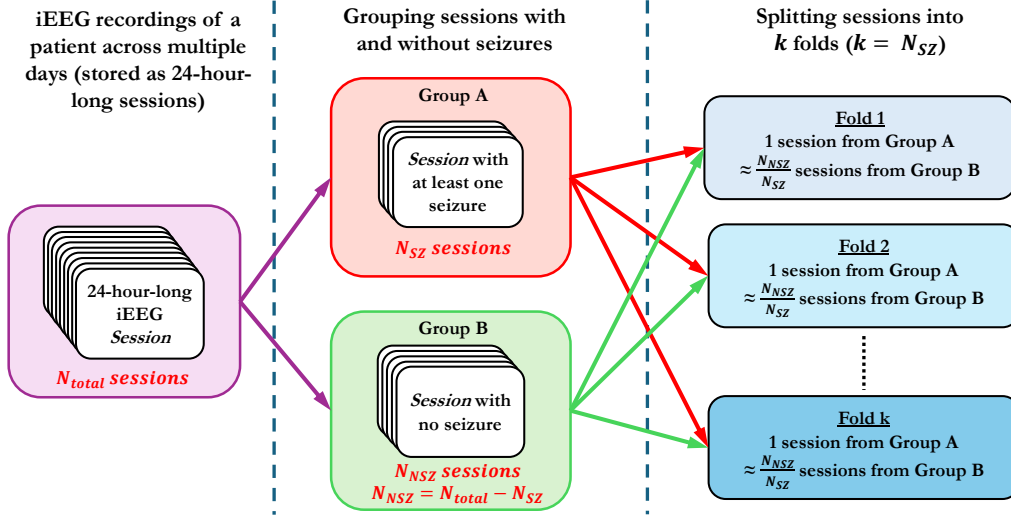 iEEG recordings of a
patient across multiple
days (stored as 24-hour-
long sessions)
24-hour-long
iEEG
Session
N_total sessions
Grouping sessions with
and without seizures
Group A
Session with
at least one
seizure
N_SZ sessions
Group B
Session with
no seizure
N_NSZ sessions
N_NSZ = N_total − N_SZ
Splitting sessions into
k folds (k = N_SZ)
Fold 1
1 session from Group A
≈ N_NSZ/N_SZ sessions from Group B
Fold 2
1 session from Group A
≈ N_NSZ/N_SZ sessions from Group B
Fold k
1 session from Group A
≈ N_NSZ/N_SZ sessions from Group B